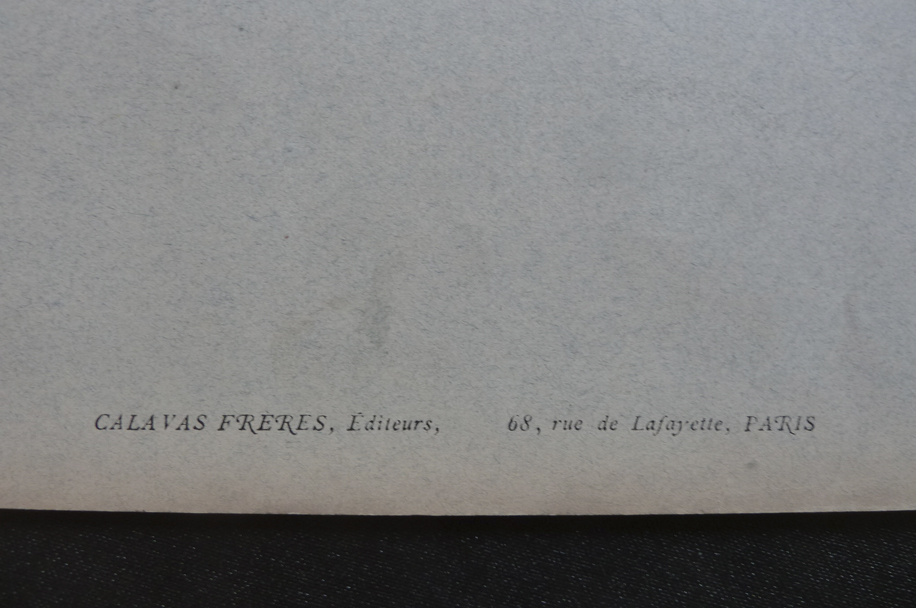 CALAVAS FRERES, Éditeurs, 68, rue de Lafayette, PARIS